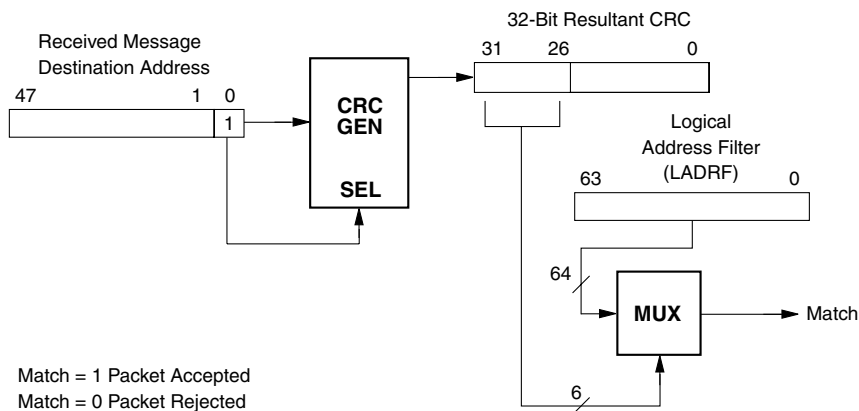 32-Bit Resultant CRC
Received Message
Destination Address
31 26 0
47 1 0
1
CRC
GEN
SEL
Logical
Address Filter
(LADRF)
63 0
64
MUX
Match
6
Match = 1 Packet Accepted
Match = 0 Packet Rejected